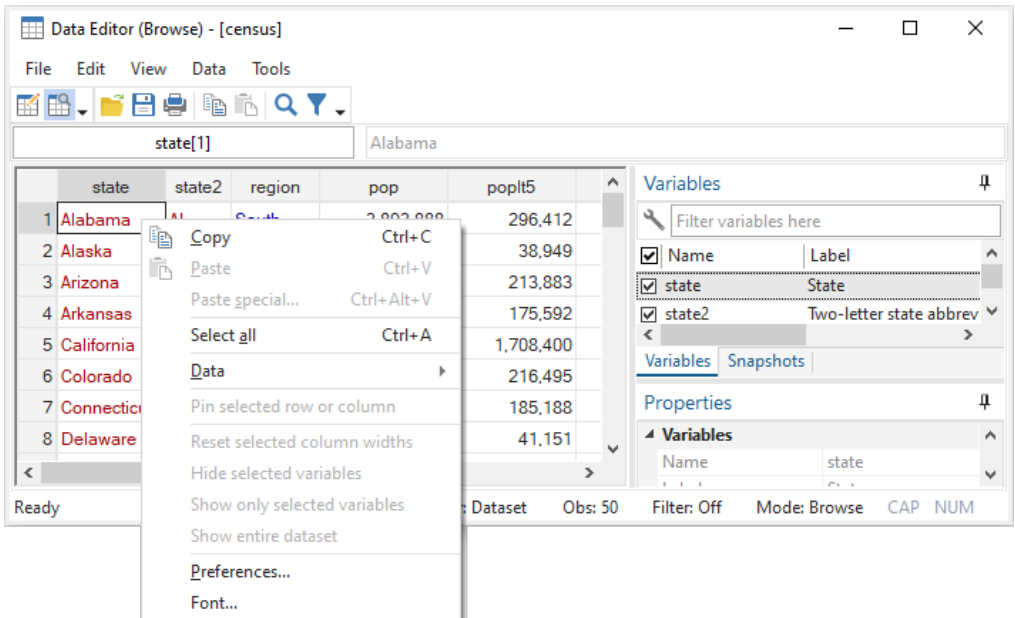 Data Editor (Browse) - [census]
File Edit View Data Tools
state[1] Alabama
state state2 region pop poplt5
1 Alabama 296,412
2 Alaska 38,949
3 Arizona 213,883
4 Arkansas 175,592
5 California 1,708,400
6 Colorado 216,495
7 185,188
8 Delaware 41,151
Copy Ctrl+C
Paste Ctrl+V
Paste special... Ctrl+Alt+V
Select all Ctrl+A
Data
Pin selected row or column
Reset selected column widths
Hide selected variables
Show only selected variables
Show entire dataset
Preferences...
Font...
Variables
Filter variables here
Name Label
state State
state2 Two-letter state abbrev
Variables Snapshots
Properties
Variables
Name state
Ready : Dataset Obs: 50 Filter: Off Mode: Browse CAP NUM